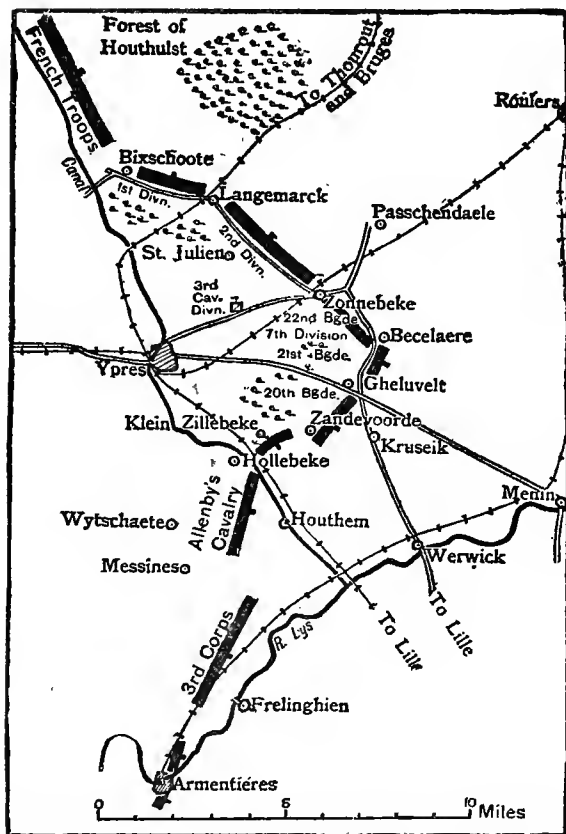 Forest of
Houthulst
To Thourout
and Bruges
French Troops
Roulers
Canal
Bixschoote
1st Divn.
Langemarck
2nd Divn.
Passchendaele
St. Julien
3rd
Cav.
Divn.
Zonnebeke
22nd Bgde.
7th Division
21st Bgde.
Becelaere
Ypres
Gheluvelt
20th Bgde.
Klein Zillebeke
Zandevoorde
Kruseik
Hollebeke
Allenby's
Cavalry
Menin
Wytschaete
Houthem
Werwick
Messines
To Lille
To Lille
R. Lys
3rd Corps
Frelinghien
Armentiéres
0
5
10
Miles